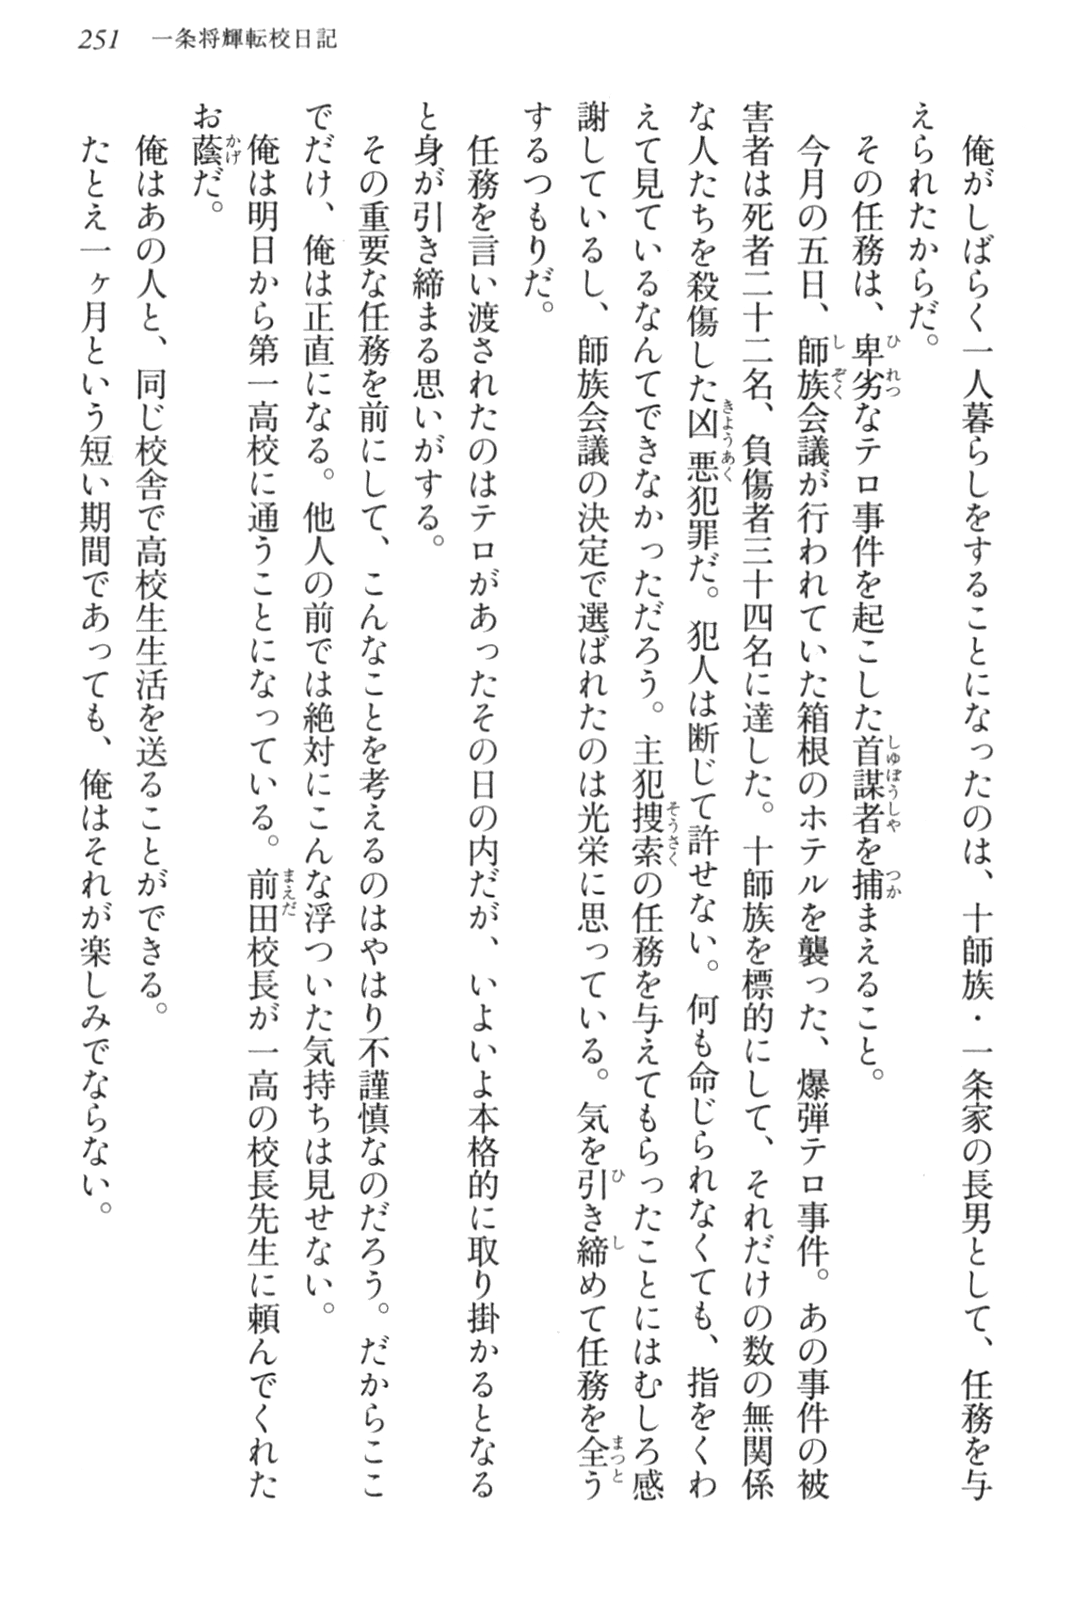 251 一条将輝転校日記
　俺がしばらく一人暮らしをすることになったのは、十師族・一条家の長男として、任務を与
えられたからだ。
　その任務は、卑劣なテロ事件を起こした首謀者を捕まえること。
　今月の五日、師族会議が行われていた箱根のホテルを襲った、爆弾テロ事件。あの事件の被
害者は死者二十二名、負傷者三十四名に達した。十師族を標的にして、それだけの数の無関係
な人たちを殺傷した凶悪犯罪だ。犯人は断じて許せない。何も命じられなくても、指をくわ
えて見ているなんてできなかっただろう。主犯捜索の任務を与えてもらったことにはむしろ感
謝しているし、師族会議の決定で選ばれたのは光栄に思っている。気を引き締めて任務を全う
するつもりだ。
　任務を言い渡されたのはテロがあったその日の内だが、いよいよ本格的に取り掛かるとなる
と身が引き締まる思いがする。
　その重要な任務を前にして、こんなことを考えるのはやはり不謹慎なのだろう。だからここ
でだけ、俺は正直になる。他人の前では絶対にこんな浮ついた気持ちは見せない。
　俺は明日から第一高校に通うことになっている。前田校長が一高の校長先生に頼んでくれた
お蔭だ。
　俺はあの人と、同じ校舎で高校生生活を送ることができる。
　たとえ一ヶ月という短い期間であっても、俺はそれが楽しみでならない。